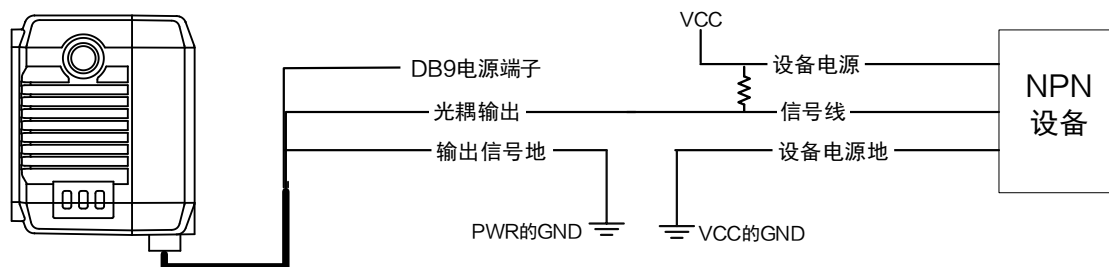 VCC
DB9电源端子
设备电源
NPN
设备
光耦输出
信号线
输出信号地
设备电源地
PWR的GND
VCC的GND